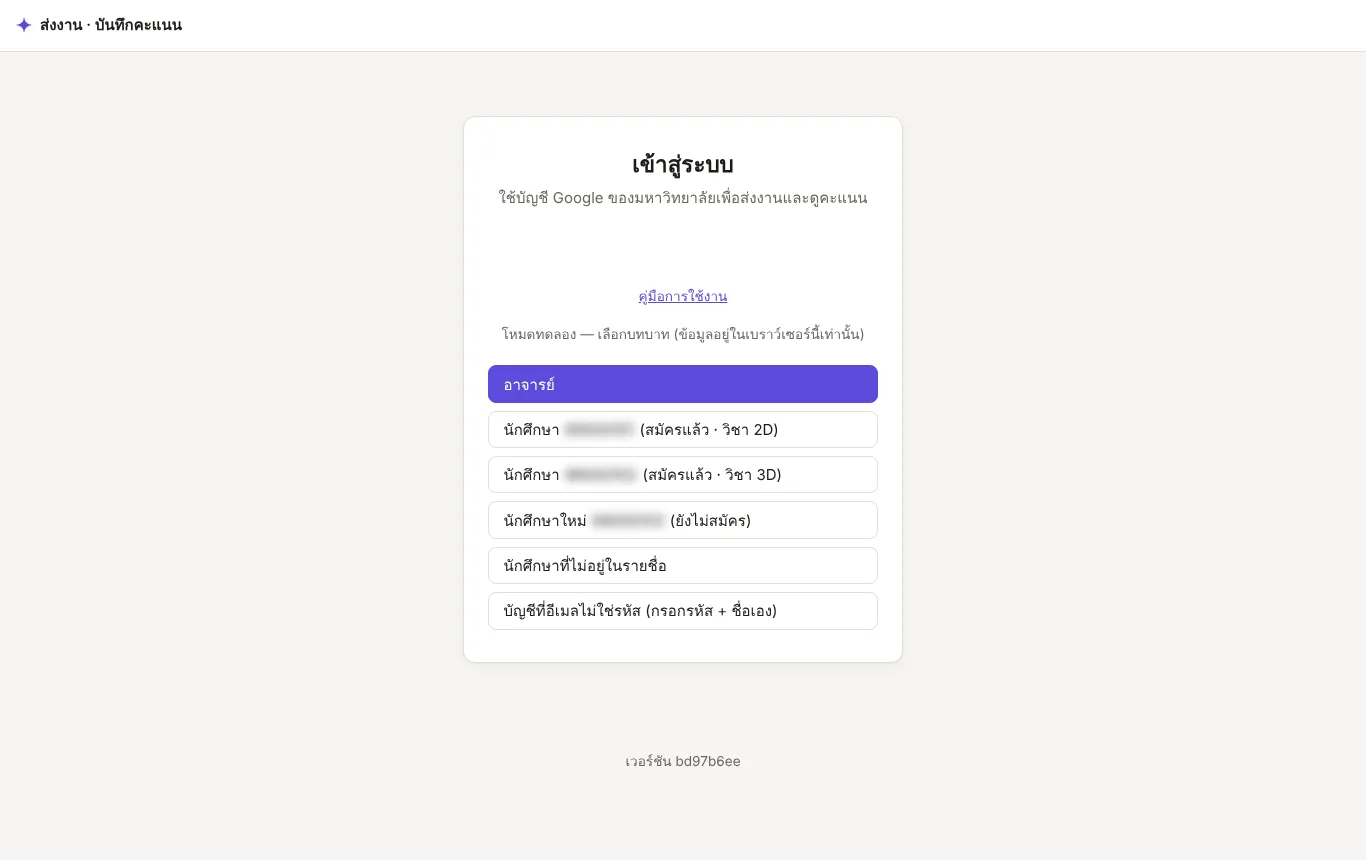 ส่งงาน · บันทึกคะแนน
เข้าสู่ระบบ
ใช้บัญชี Google ของมหาวิทยาลัยเพื่อส่งงานและดูคะแนน
คู่มือการใช้งาน
โหมดทดลอง — เลือกบทบาท (ข้อมูลอยู่ในเบราว์เซอร์นี้เท่านั้น)
อาจารย์
นักศึกษา (สมัครแล้ว · วิชา 2D)
นักศึกษา (สมัครแล้ว · วิชา 3D)
นักศึกษาใหม่ (ยังไม่สมัคร)
นักศึกษาที่ไม่อยู่ในรายชื่อ
บัญชีที่อีเมลไม่ใช่รหัส (กรอกรหัส + ชื่อเอง)
เวอร์ชัน bd97b6ee